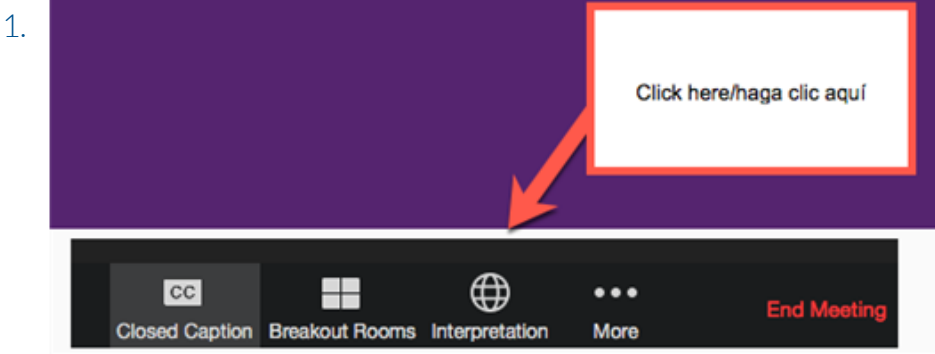 1.
Click here/haga clic aquí
CC
Closed Caption Breakout Rooms Interpretation More End Meeting